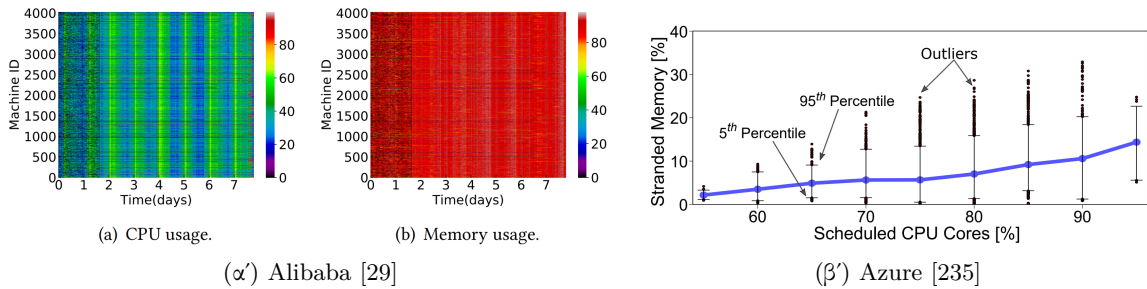 4000
3500
3000
2500
2000
1500
1000
500
0
Machine ID
0 1 2 3 4 5 6 7
Time(days)
80
60
40
20
0
(a) CPU usage.
4000
3500
3000
2500
2000
1500
1000
500
0
Machine ID
0 1 2 3 4 5 6 7
Time(days)
80
60
40
20
0
(b) Memory usage.
(α′) Alibaba [29]
40
30
20
10
0
Stranded Memory [%]
Outliers
95th Percentile
5th Percentile
60 70 80 90
Scheduled CPU Cores [%]
(β′) Azure [235]